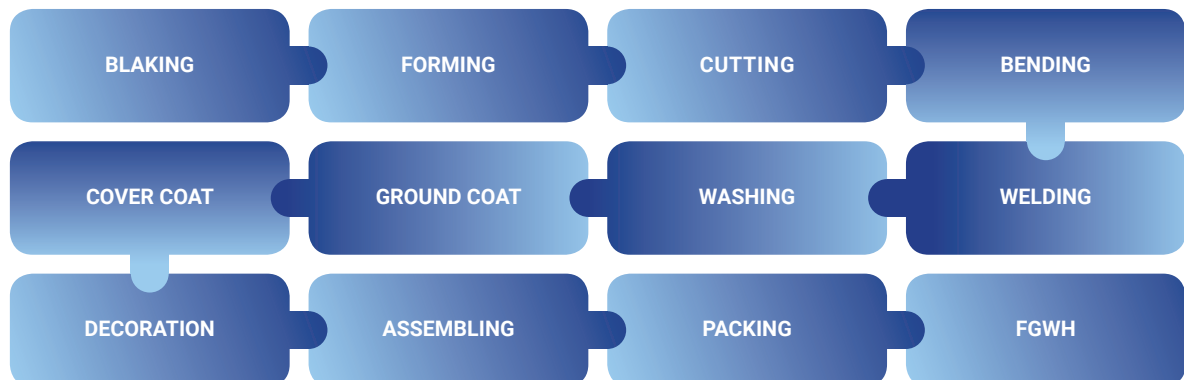 BLAKING
FORMING
CUTTING
BENDING
COVER COAT
GROUND COAT
WASHING
WELDING
DECORATION
ASSEMBLING
PACKING
FGWH